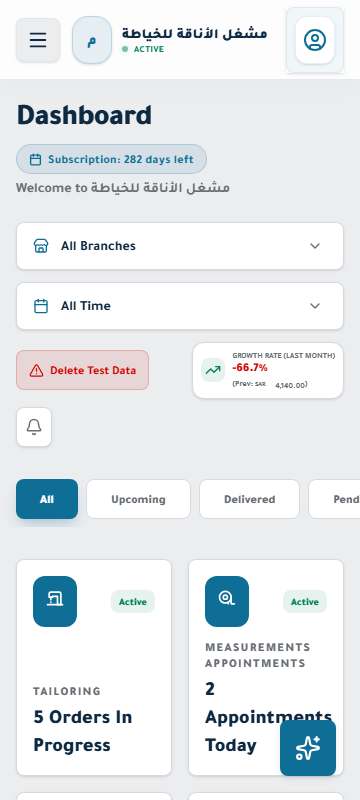 م
مشغل الأناقة للخياطة
ACTIVE
Dashboard
Subscription: 282 days left
Welcome to مشغل الأناقة للخياطة
All Branches
All Time
Delete Test Data
GROWTH RATE (LAST MONTH)
-66.7%
(Prev: SAR 4,140.00)
All
Upcoming
Delivered
Pend
Active
TAILORING
5 Orders In
Progress
Active
MEASUREMENTS
APPOINTMENTS
2
Appointments
Today